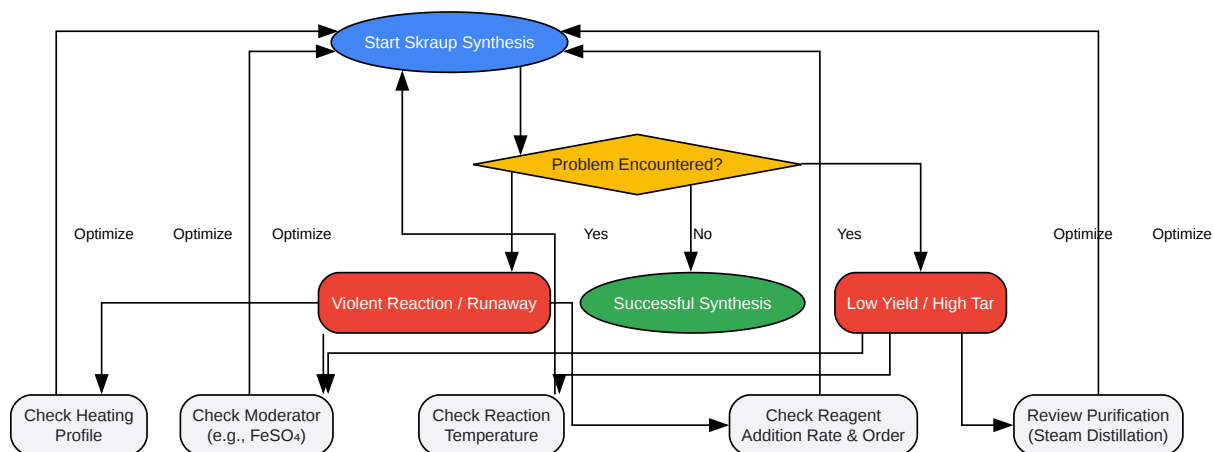 Start Skraup Synthesis
Problem Encountered?
Optimize
Optimize
Optimize
Yes
No
Yes
Optimize
Optimize
Violent Reaction / Runaway
Successful Synthesis
Low Yield / High Tar
Check Heating
Profile
Check Moderator
(e.g., FeSO₄)
Check Reaction
Temperature
Check Reagent
Addition Rate & Order
Review Purification
(Steam Distillation)